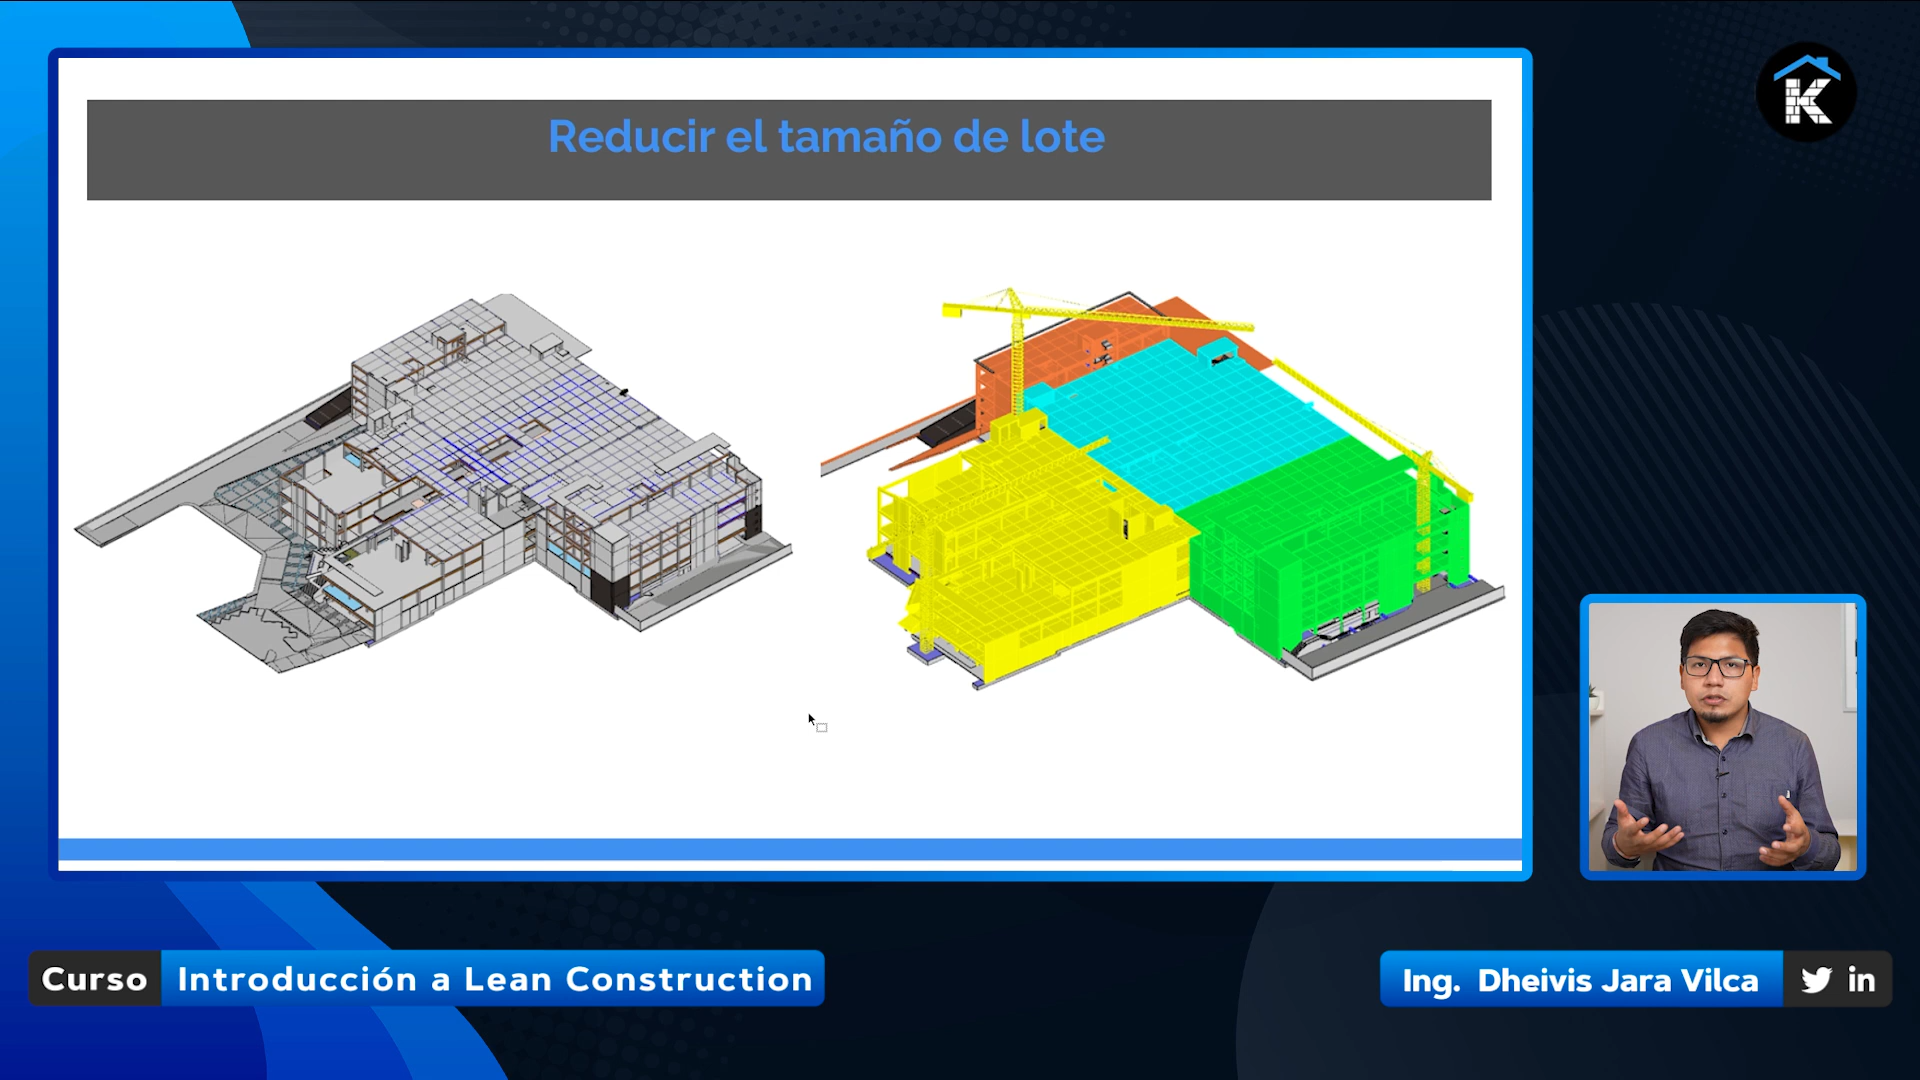 Reducir el tamaño de lote
K
Curso Introducción a Lean Construction
Ing. Dheivis Jara Vilca in